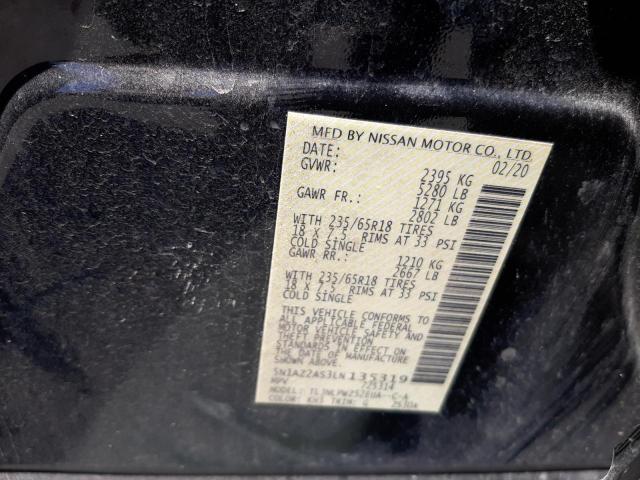 MFD BY NISSAN MOTOR CO., LTD
DATE: 02/20
GVWR: 2395 KG
5280 LB
GAWR FR.: 1271 KG
2802 LB
WITH 235/65R18 TIRES
18 X 7.5 RIMS AT 33 PSI
COLD SINGLE
GAWR RR.: 1210 KG
2667 LB
WITH 235/65R18 TIRES
18 X 7.5 RIMS AT 33 PSI
COLD SINGLE
THIS VEHICLE CONFORMS TO
ALL APPLICABLE FEDERAL
MOTOR VEHICLE SAFETY AND
THEFT PREVENTION
STANDARDS IN EFFECT ON
THE DATE OF MANUFACTURE
SHOWN ABOVE.
5N1AZ2AS3LN135319
MPV
COLOR: KH3 TRIM: G